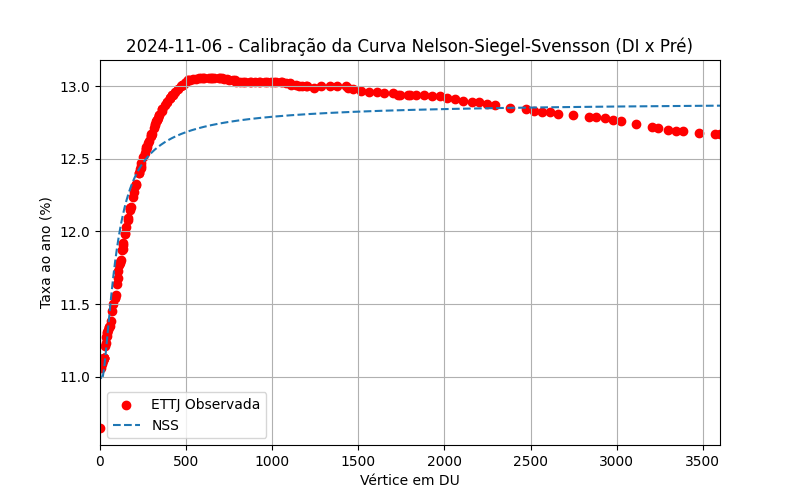 2024-11-06 - Calibração da Curva Nelson-Siegel-Svensson (DI x Pré)
Taxa ao ano (%)
13.0
12.5
12.0
11.5
11.0
ETTJ Observada
NSS
0 500 1000 1500 2000 2500 3000 3500
Vértice em DU